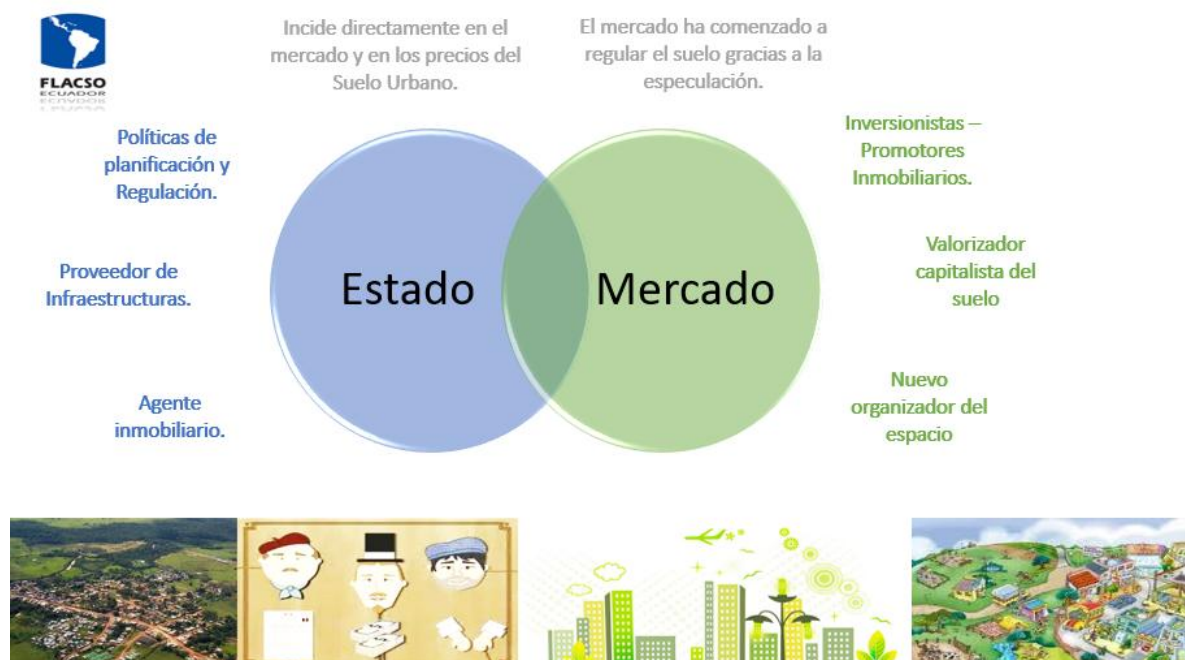 FLACSO
ECUADOR
Incide directamente en el
mercado y en los precios del
Suelo Urbano.
El mercado ha comenzado a
regular el suelo gracias a la
especulación.
Políticas de
planificación y
Regulación.
Proveedor de
Infraestructuras.
Agente
inmobiliario.
Estado
Mercado
Inversionistas –
Promotores
Inmobiliarios.
Valorizador
capitalista del
suelo
Nuevo
organizador del
espacio